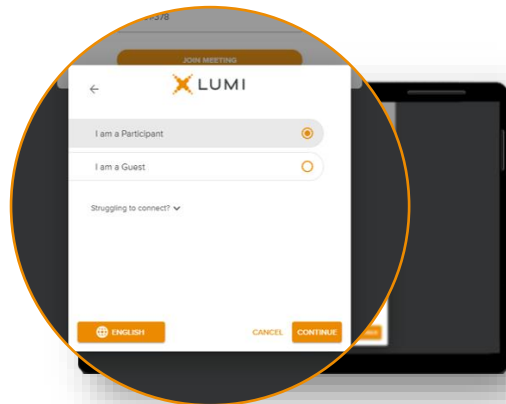 JOIN MEETING
LUMI
I am a Participant
I am a Guest
Struggling to connect?
ENGLISH
CANCEL
CONTINUE